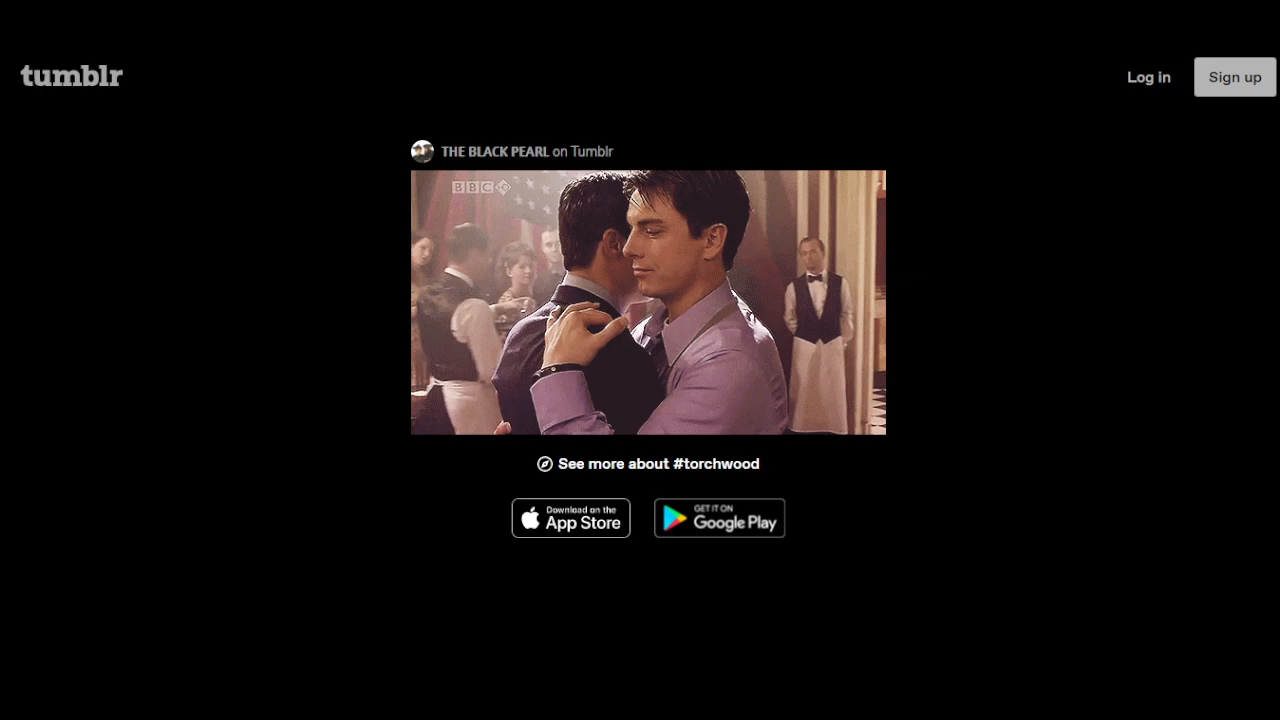 tumblr
Log in
Sign up
THE BLACK PEARL on Tumblr
BBC HD
See more about #torchwood
Download on the
App Store
GET IT ON
Google Play